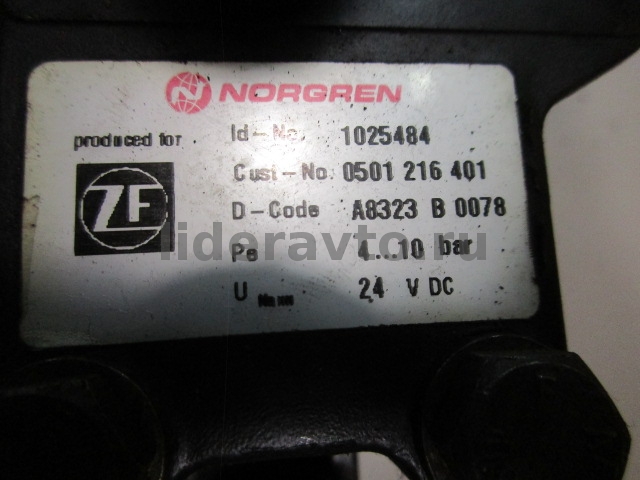 NORGREN
produced for
ZF
Id-No. 1025484
Cust-No. 0501 216 401
D-Code A8323 B 0078
Pe 4...10 bar
U 24 V DC
lideravto.ru